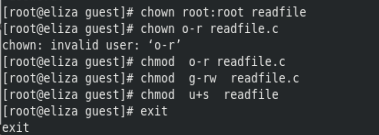 [root@eliza guest]# chown root:root readfile
[root@eliza guest]# chown o-r readfile.c
chown: invalid user: ‘o-r’
[root@eliza guest]# chmod  o-r readfile.c
[root@eliza guest]# chmod  g-rw  readfile.c
[root@eliza guest]# chmod  u+s  readfile
[root@eliza guest]# exit
exit